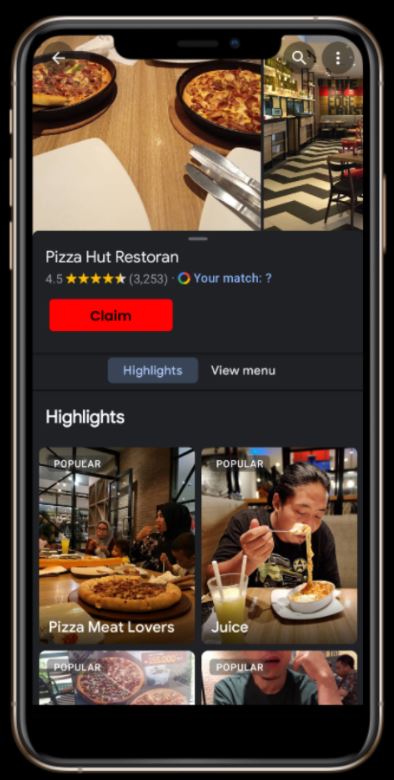 Pizza Hut Restoran
4.5 (3,253) · Your match: ?
Claim
Highlights View menu
Highlights
POPULAR POPULAR
Pizza Meat Lovers Juice
POPULAR POPULAR